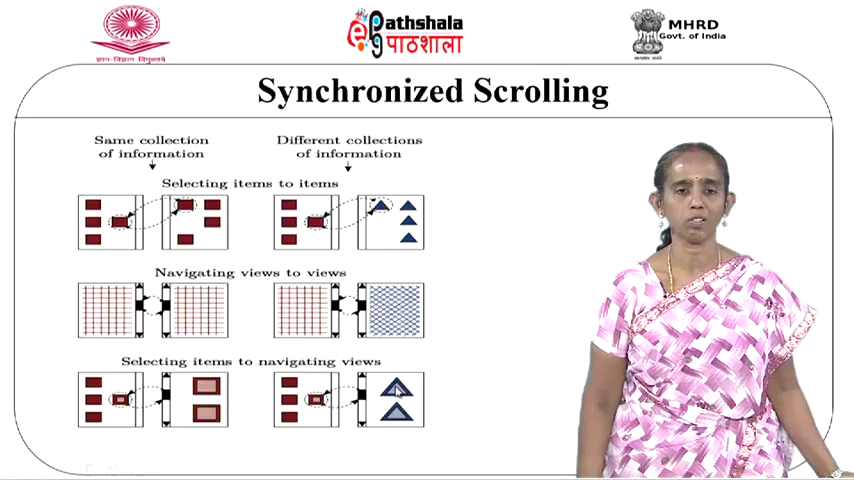 ज्ञान-विज्ञान विमुक्तये
ePathshala
पाठशाला
MHRD
Govt. of India
Synchronized Scrolling
Same collection
of information
Different collections
of information
Selecting items to items
Navigating views to views
Selecting items to navigating views